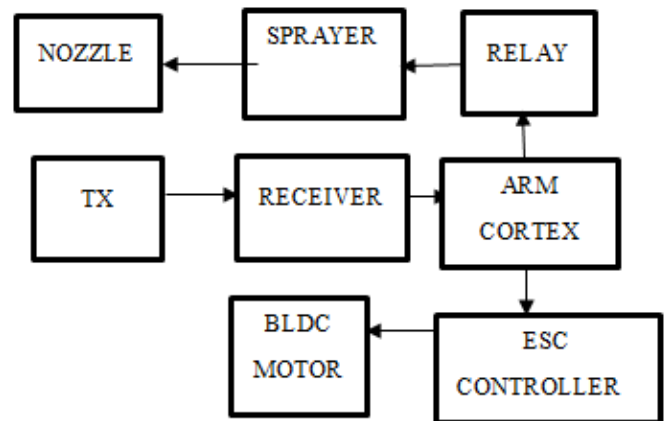 NOZZLE
SPRAYER
RELAY
TX
RECEIVER
ARM
CORTEX
BLDC
MOTOR
ESC
CONTROLLER